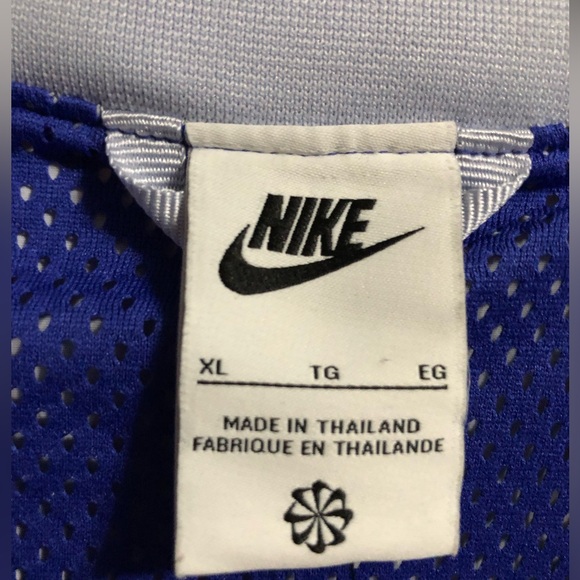 NIKE
XL TG EG
MADE IN THAILAND
FABRIQUE EN THAILANDE